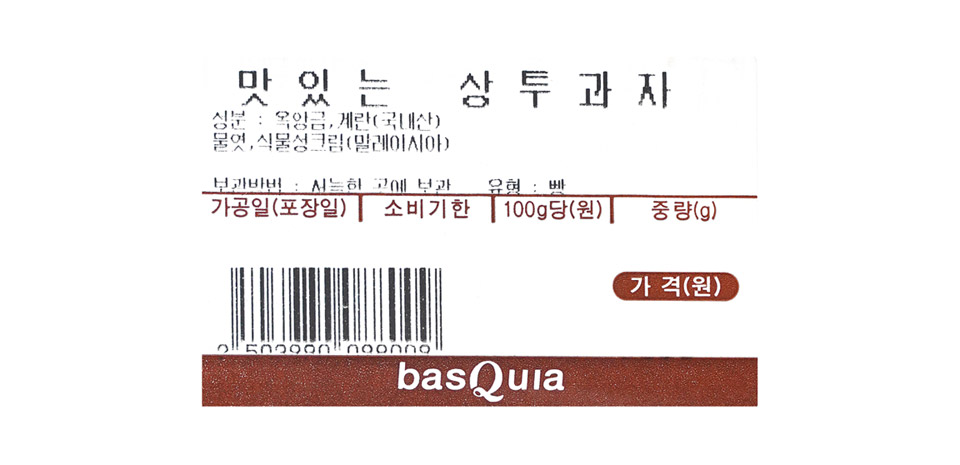 맛있는 상투과자
성분 : 옥앙금,계란(국내산)
물엿,식물성크림(말레이시아)
보관방법 : 서늘한 곳에 보관 유형 : 빵
가공일(포장일) 소비기한 100g당(원) 중량(g)
가 격(원)
basQuia